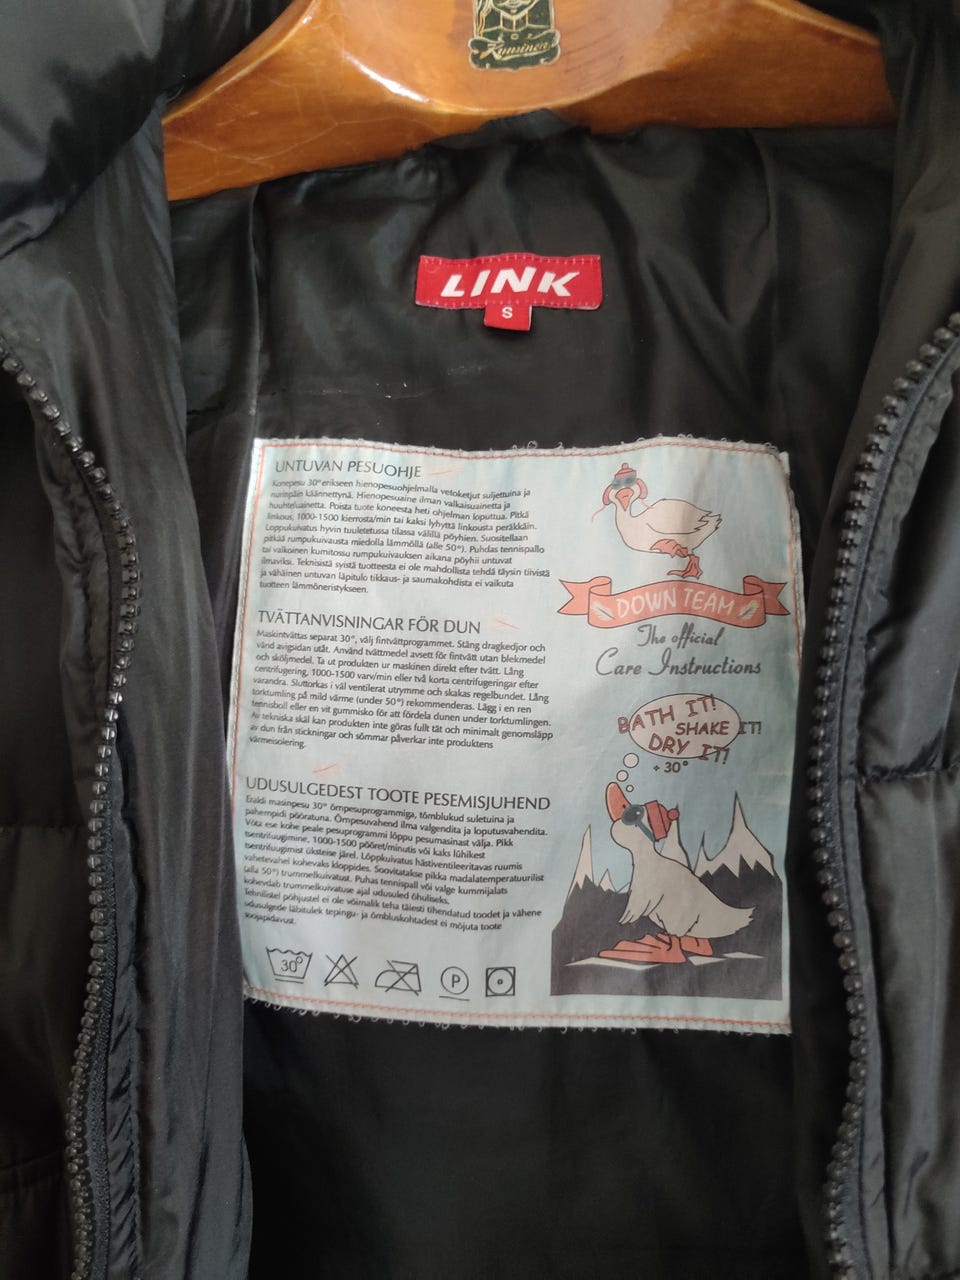 Kuusinen
LINK
S
UNTUVAN PESUOHJE
Konepesu 30° erikseen hienopesuohjelmalla vetoketjut suljettuina ja
nurinpäin käännettynä. Hienopesuaine ilman valkaisuainetta ja
huuhteluainetta. Poista tuote koneesta heti ohjelman loputtua. Pitkä
linkous, 1000-1500 kierrosta/min tai kaksi lyhyttä linkousta peräkkäin.
Loppukuivatus hyvin tuuletetussa tilassa välillä pöyhien. Suositellaan
pitkää rumpukuivausta miedolla lämmöllä (alle 50°). Puhdas tennispallo
tai valkoinen kumitossu rumpukuivauksen aikana pöyhii untuvat
ilmaviksi. Teknisistä syistä tuotteesta ei ole mahdollista tehdä täysin tiivistä
ja vähäinen untuvan läpitulo tikkaus- ja saumakohdista ei vaikuta
tuotteen lämmöneristykseen.
TVÄTTANVISNINGAR FÖR DUN
Maskintvättas separat 30°, välj fintvättprogrammet. Stäng dragkedjor och
vänd avigsidan utåt. Använd tvättmedel avsett för fintvätt utan blekmedel
och sköljmedel. Ta ut produkten ur maskinen direkt efter tvätt. Lång
centrifugering, 1000-1500 varv/min eller två korta centrifugeringar efter
varandra. Sluttorkas i väl ventilerat utrymme och skakas regelbundet. Lång
torktumling på mild värme (under 50°) rekommenderas. Lägg i en ren
tennisboll eller en vit gummisko för att fördela dunen under torktumlingen.
Av tekniska skäl kan produkten inte göras fullt tät och minimalt genomsläpp
av dun från stickningar och sömmar påverkar inte produktens
värmeisolering.
UDUSULGEDEST TOOTE PESEMISJUHEND
Eraldi masinpesu 30° õrnpesuprogrammiga, tõmblukud suletuina ja
pahempidi pööratuna. Õrnpesuvahend ilma valgendita ja loputusvahendita.
Võta ese kohe peale pesuprogrammi lõppu pesumasinast välja. Pikk
tsentrifuugimine, 1000-1500 pööret/minutis või kaks lühikest
tsentrifuugimist üksteise järel. Lõppkuivatus hästiventileeritavas ruumis
vahetevahel kohevaks kloppides. Soovitatakse pikka madalatemperatuurilist
(alla 50°) trummelkuivatust. Puhas tennispall või valge kummijalats
kohevdab trummelkuivatuse ajal udusuled õhuliseks.
Tehnilistel põhjustel ei ole võimalik teha täiesti tihendatud toodet ja vähene
udusulgede läbitulek tepingu- ja õmbluskohtadest ei mõjuta toote
soojapidavust.
30°
P
DOWN TEAM
The official
Care Instructions
BATH IT!
SHAKE IT!
DRY IT!
+30°